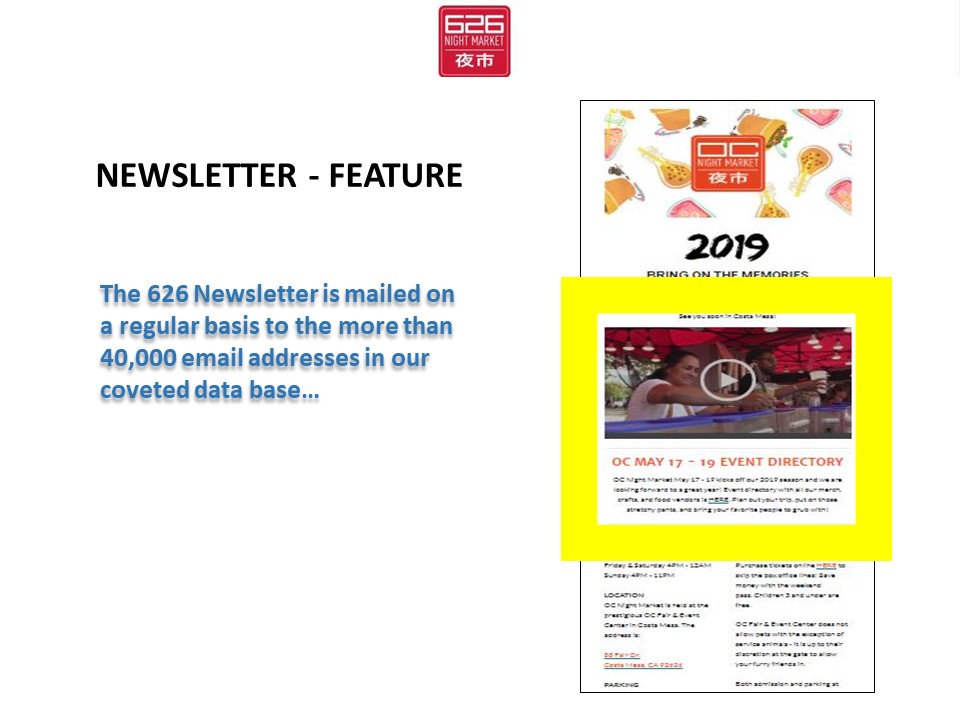 626
NIGHT MARKET
夜市
NEWSLETTER - FEATURE
The 626 Newsletter is mailed on
a regular basis to the more than
40,000 email addresses in our
coveted data base...
OC
NIGHT MARKET
夜市
2019
BRING ON THE MEMORIES
See you soon in Costa Mesa!
OC MAY 17 - 19 EVENT DIRECTORY
OC Night Market May 17 - 19 kicks off our 2019 season and we are
looking forward to a great year! Event directory with all our merch,
crafts, and food vendors is HERE. Plan out your trip, put on those
stretchy pants, and bring your favorite people to grub with!
Friday & Saturday 4PM - 12AM
Sunday 4PM - 11PM
LOCATION
OC Night Market is held at the
prestigious OC Fair & Event
Center in Costa Mesa. The
address is:
88 Fair Dr.
Costa Mesa, CA 92626
PARKING
Purchase tickets online HERE to
skip the box office lines! Save
money with the weekend
pass. Children 3 and under are
free.
OC Fair & Event Center does not
allow pets with the exception of
service animals - it is up to their
discretion at the gate to allow
your furry friends in.
Both admission and parking at